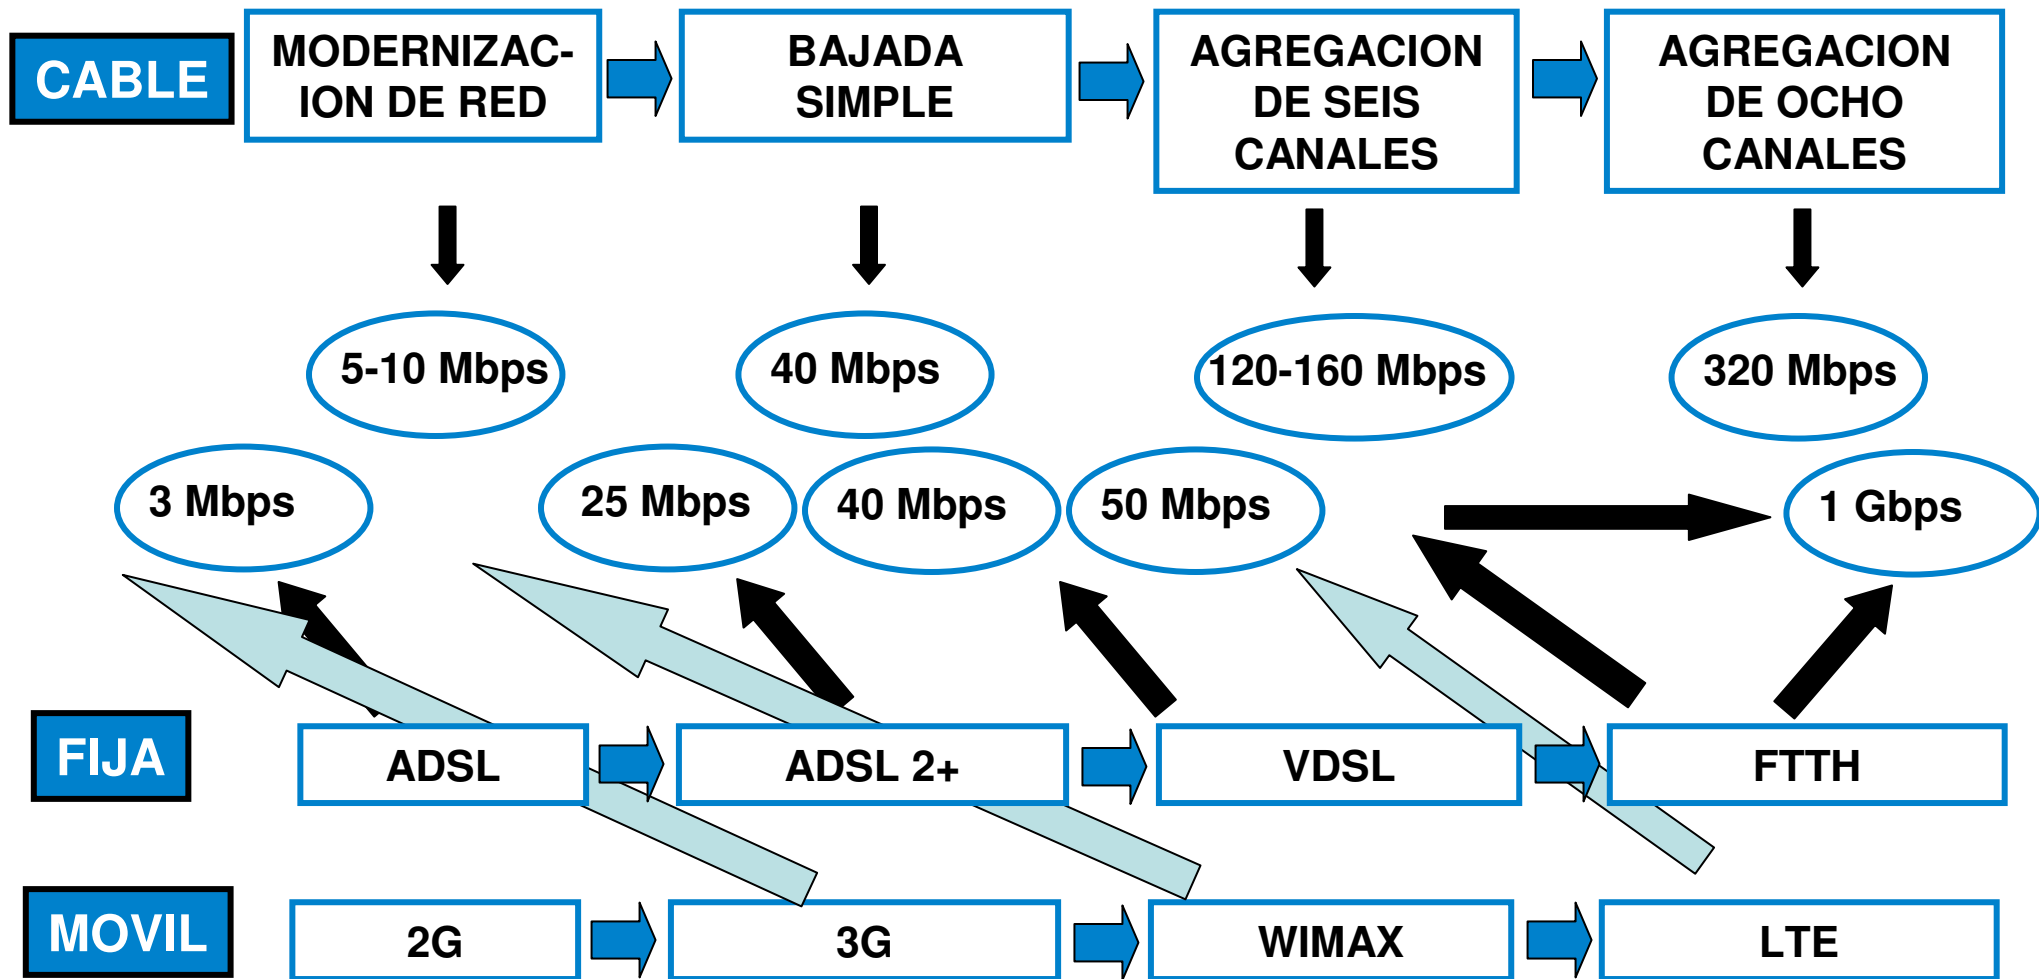 CABLE
MODERNIZAC-
ION DE RED
BAJADA
SIMPLE
AGREGACION
DE SEIS
CANALES
AGREGACION
DE OCHO
CANALES
5-10 Mbps
40 Mbps
120-160 Mbps
320 Mbps
3 Mbps
25 Mbps
40 Mbps
50 Mbps
1 Gbps
FIJA
ADSL
ADSL 2+
VDSL
FTTH
MOVIL
2G
3G
WIMAX
LTE